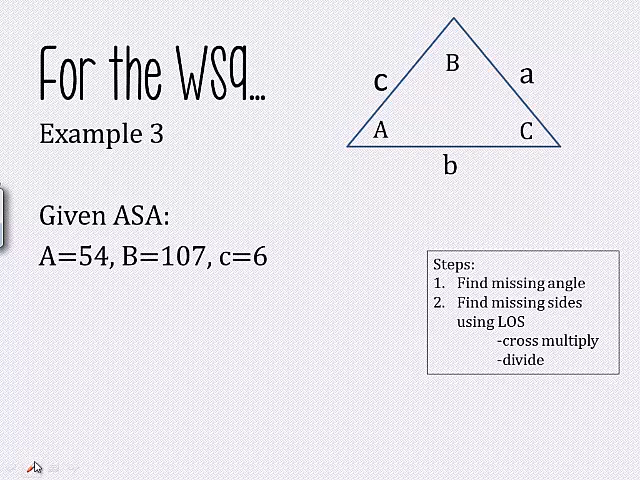 For the WSQ...
Example 3
Given ASA:
A=54, B=107, c=6
B
c
a
A
C
b
Steps:
1. Find missing angle
2. Find missing sides
using LOS
-cross multiply
-divide